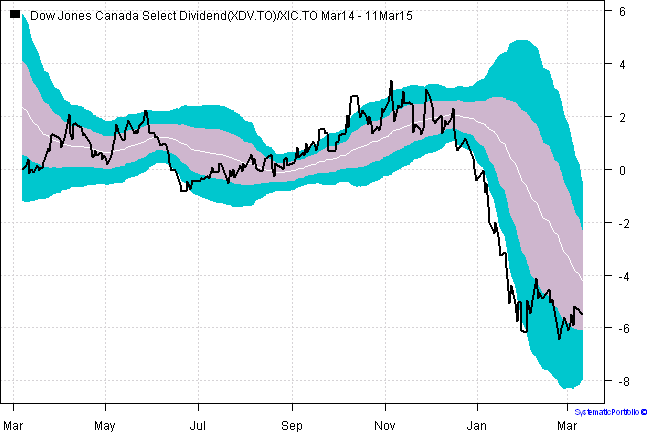 Dow Jones Canada Select Dividend(XDV.TO)/XIC.TO Mar14 - 11Mar15
6
4
2
0
-2
-4
-6
-8
Mar May Jul Sep Nov Jan Mar
SystematicPortfolio ©